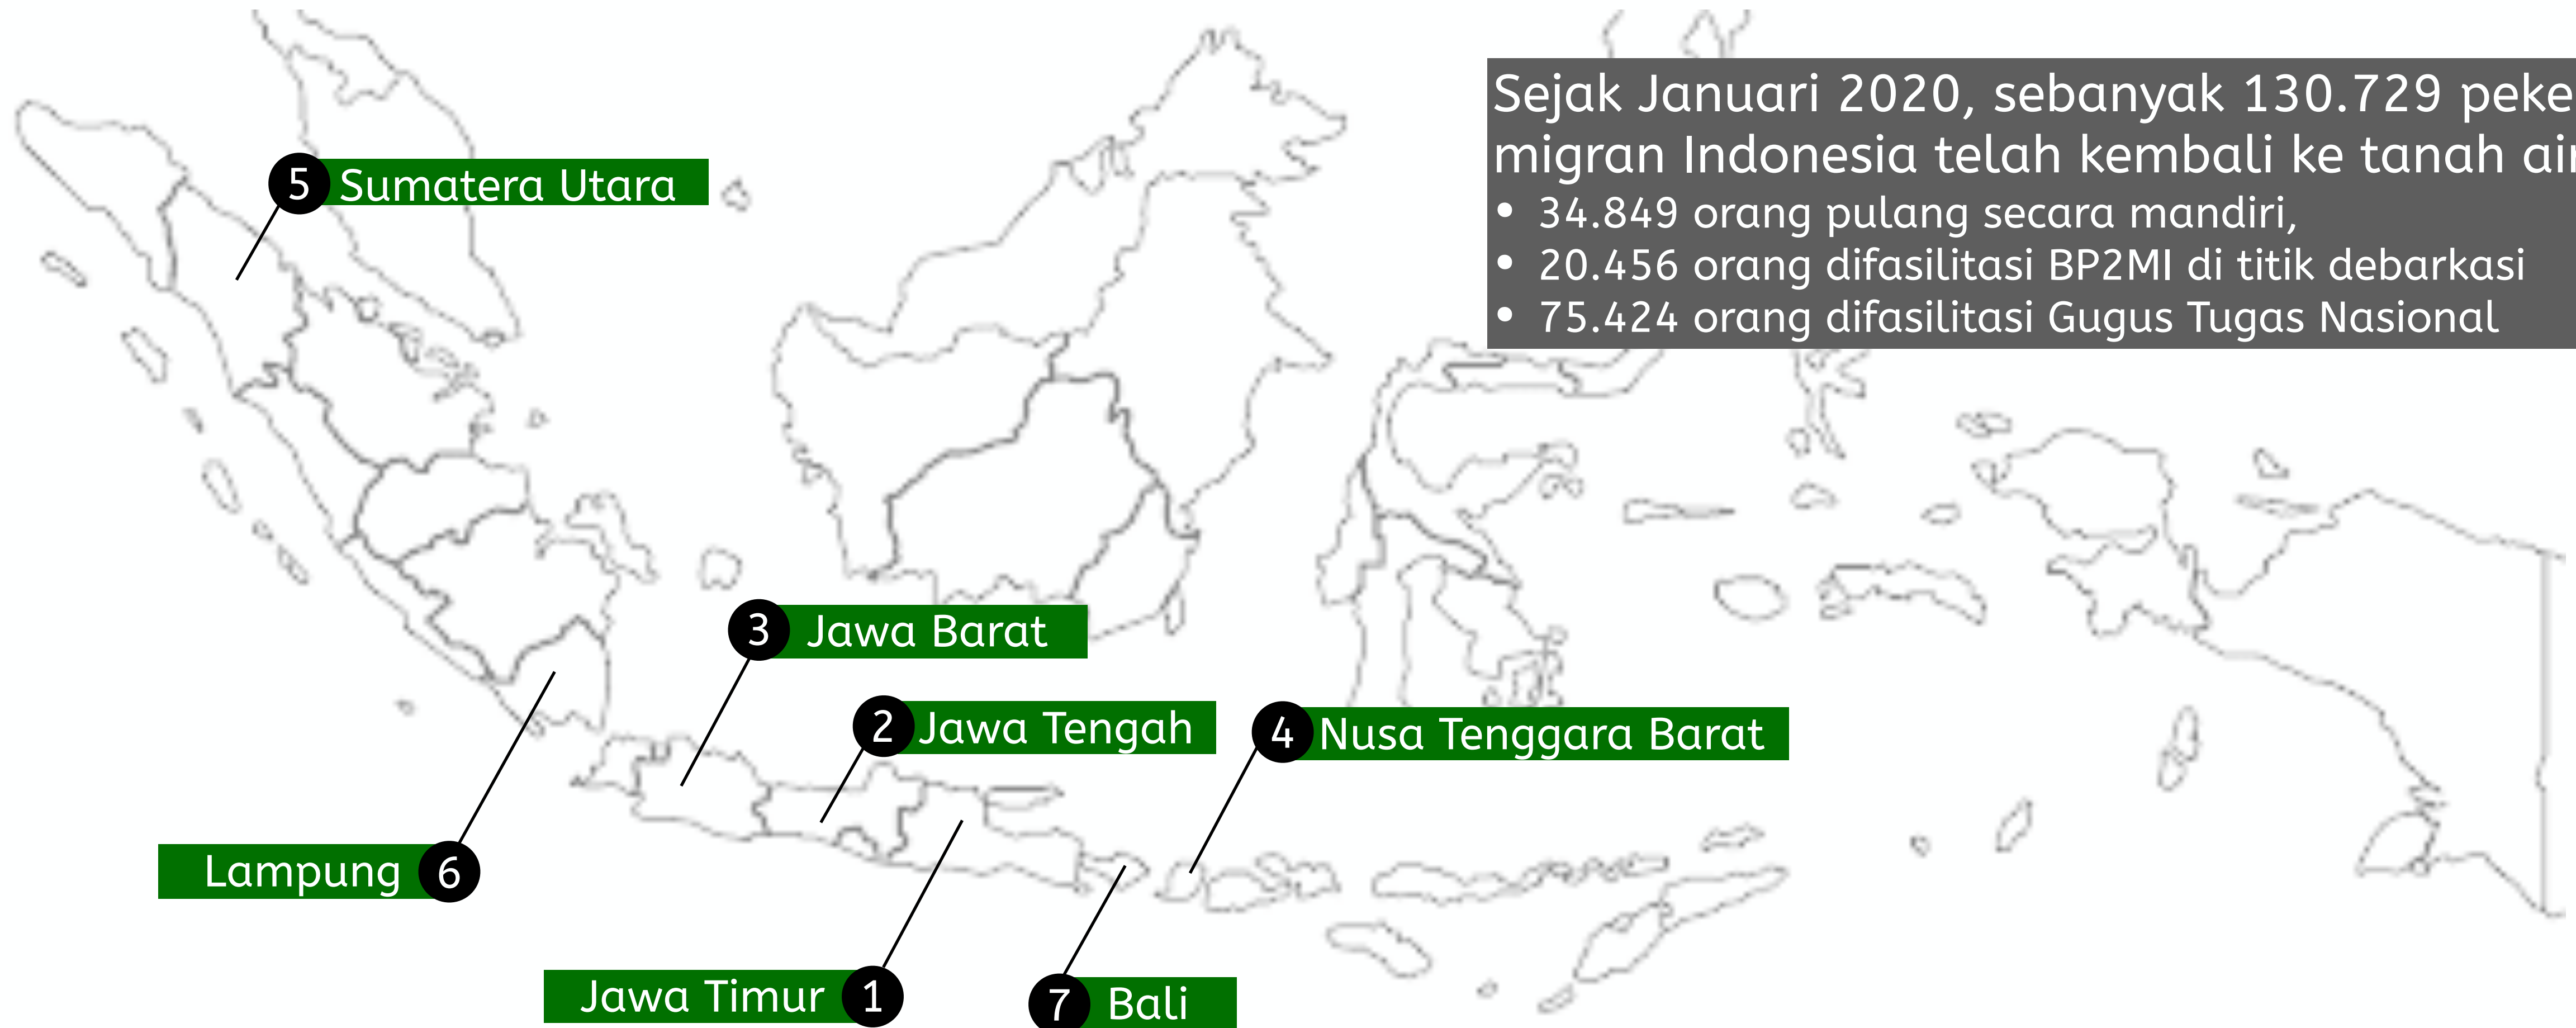 Sejak Januari 2020, sebanyak 130.729 peke
migran Indonesia telah kembali ke tanah air
• 34.849 orang pulang secara mandiri,
• 20.456 orang difasilitasi BP2MI di titik debarkasi
• 75.424 orang difasilitasi Gugus Tugas Nasional
5 Sumatera Utara
3 Jawa Barat
2 Jawa Tengah
4 Nusa Tenggara Barat
Lampung 6
Jawa Timur 1
7 Bali